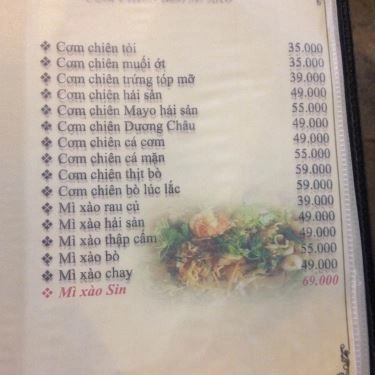 ❖ Cơm chiên tỏi 35.000
❖ Cơm chiên muối ớt 35.000
❖ Cơm chiên trứng tóp mỡ 39.000
❖ Cơm chiên hải sản 49.000
❖ Cơm chiên Mayo hải sản 55.000
❖ Cơm chiên Dương Châu 49.000
❖ Cơm chiên cá cơm 49.000
❖ Cơm chiên cá mặn 55.000
❖ Cơm chiên thịt bò 59.000
❖ Cơm chiên bò lúc lắc 59.000
❖ Mì xào rau củ 39.000
❖ Mì xào hải sản 49.000
❖ Mì xào thập cẩm 49.000
❖ Mì xào bò 55.000
❖ Mì xào chay 49.000
❖ Mì xào Sin 69.000